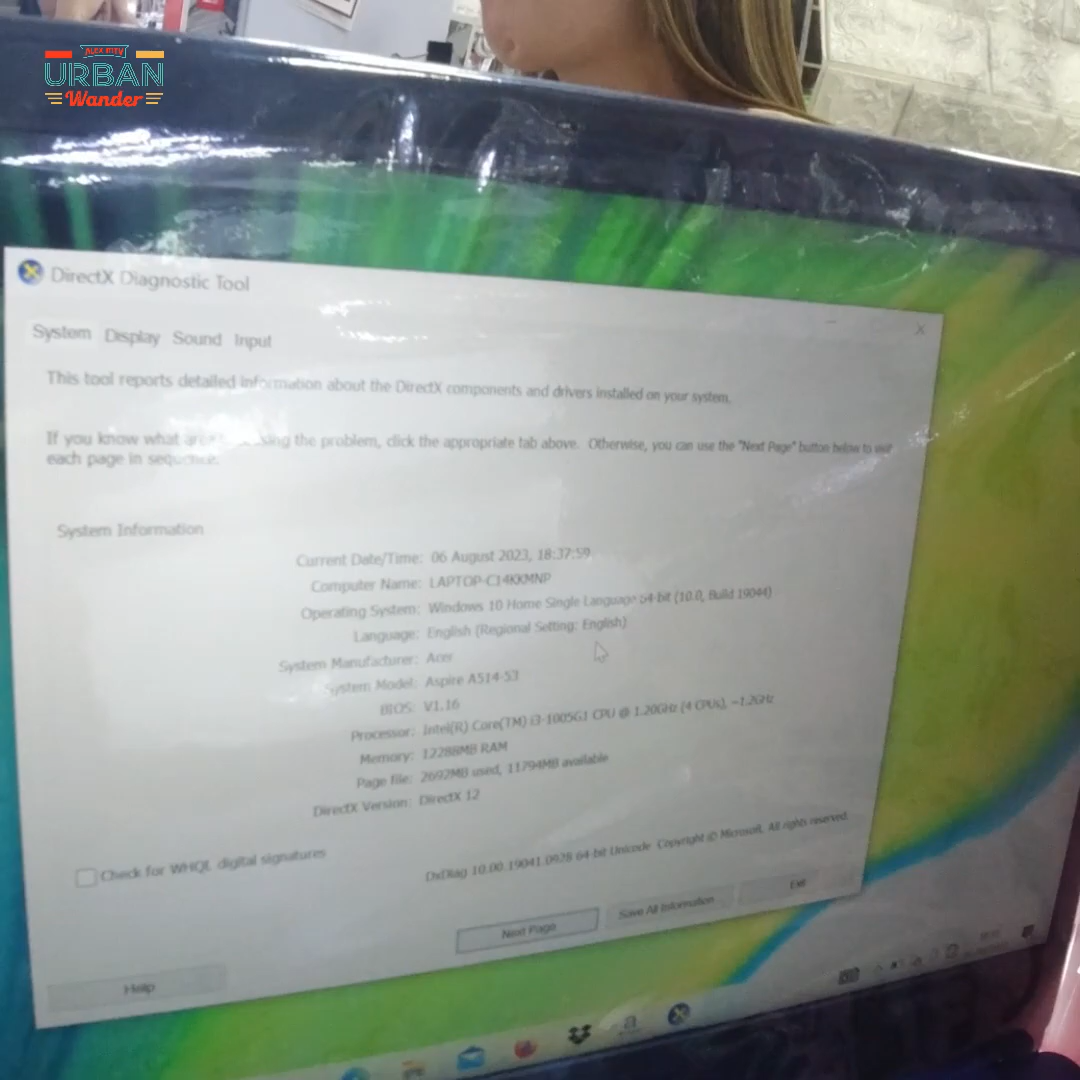 ALEX RITV
URBAN
Wander
DirectX Diagnostic Tool
System Display Sound Input
This tool reports detailed information about the DirectX components and drivers installed on your system.
If you know what area is causing the problem, click the appropriate tab above. Otherwise, you can use the "Next Page" button below to visit
each page in sequence.
System Information
Current Date/Time: 06 August 2023, 18:37:59
Computer Name: LAPTOP-C14KKMNP
Operating System: Windows 10 Home Single Language 64-bit (10.0, Build 19044)
Language: English (Regional Setting: English)
System Manufacturer: Acer
System Model: Aspire A514-53
BIOS: V1.16
Processor: Intel(R) Core(TM) i3-1005G1 CPU @ 1.20GHz (4 CPUs), ~1.2GHz
Memory: 12288MB RAM
Page file: 2692MB used, 11794MB available
DirectX Version: DirectX 12
Check for WHQL digital signatures
DxDiag 10.00.19041.0928 64-bit Unicode Copyright © Microsoft. All rights reserved.
Help
Next Page
Save All Information
Exit